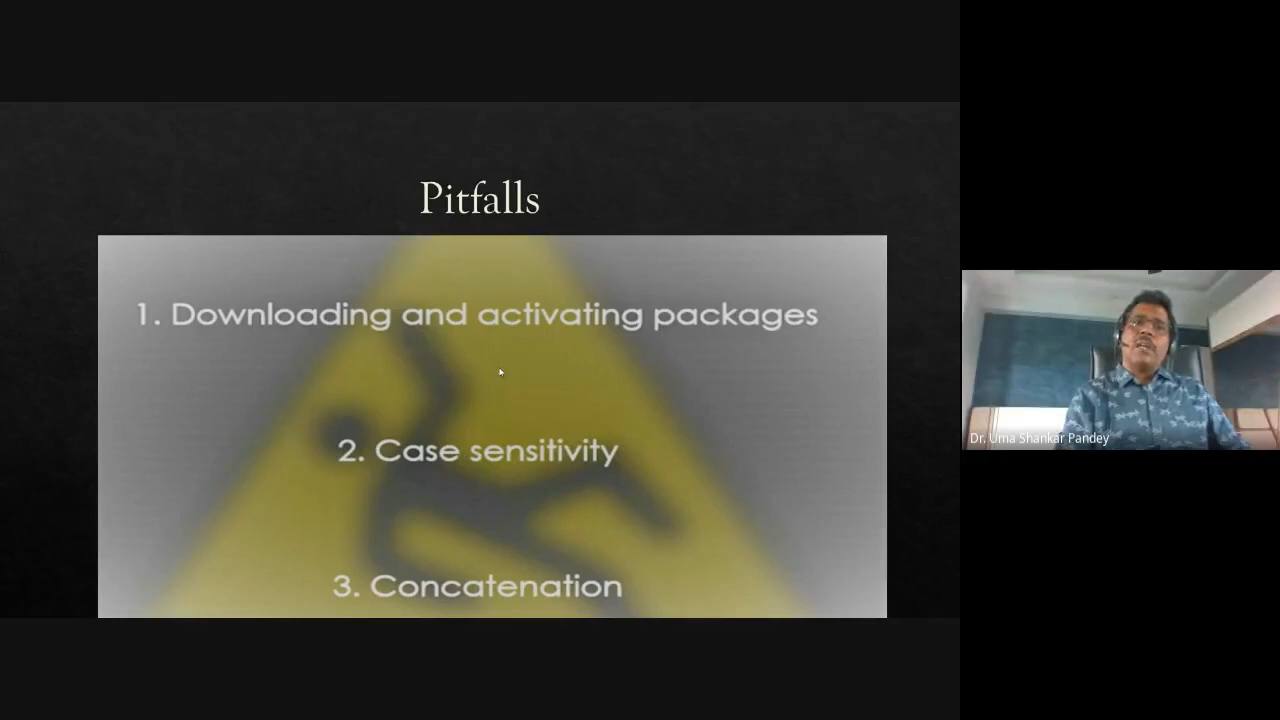 Pitfalls
1. Downloading and activating packages
2. Case sensitivity
3. Concatenation
Dr. Uma Shankar Pandey